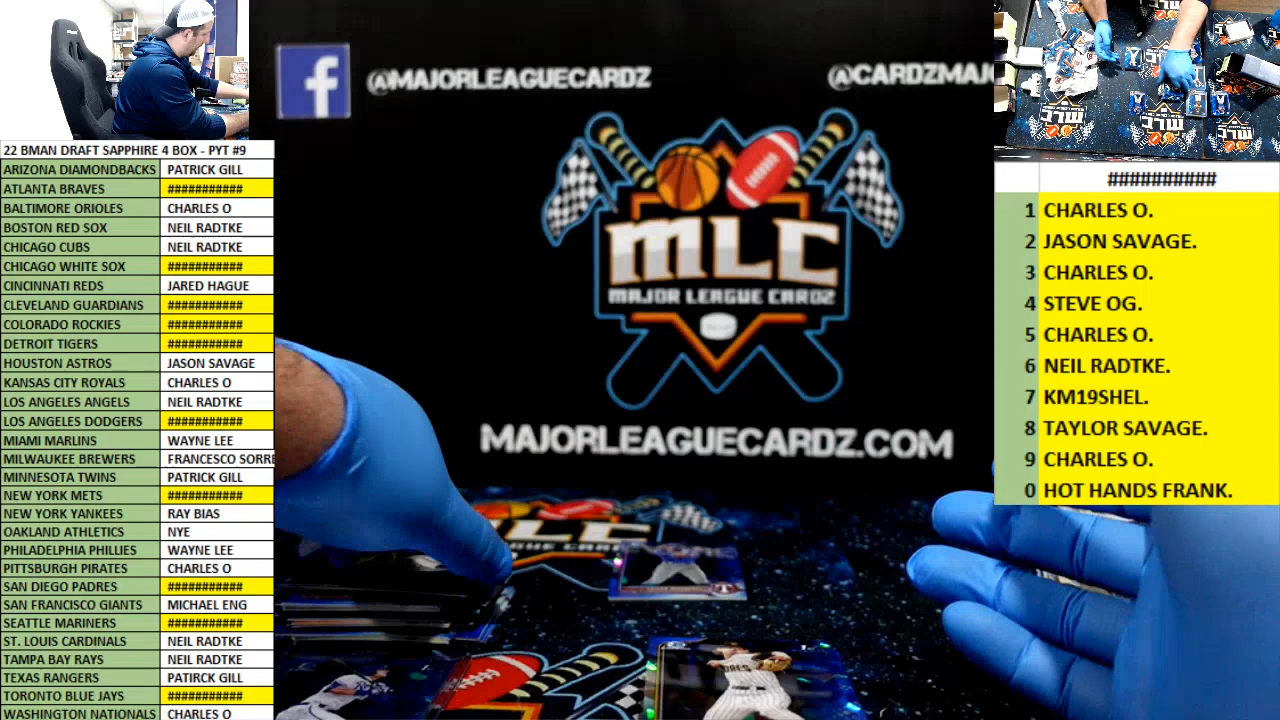 @MAJORLEAGUECARDZ
@CARDZMAJ
MLC
MAJOR LEAGUE CARDZ
MAJORLEAGUECARDZ.COM
22 BMAN DRAFT SAPPHIRE 4 BOX - PYT #9
ARIZONA DIAMONDBACKS PATRICK GILL
ATLANTA BRAVES ###########
BALTIMORE ORIOLES CHARLES O
BOSTON RED SOX NEIL RADTKE
CHICAGO CUBS NEIL RADTKE
CHICAGO WHITE SOX ###########
CINCINNATI REDS JARED HAGUE
CLEVELAND GUARDIANS ###########
COLORADO ROCKIES ###########
DETROIT TIGERS ###########
HOUSTON ASTROS JASON SAVAGE
KANSAS CITY ROYALS CHARLES O
LOS ANGELES ANGELS NEIL RADTKE
LOS ANGELES DODGERS ###########
MIAMI MARLINS WAYNE LEE
MILWAUKEE BREWERS FRANCESCO SORRE
MINNESOTA TWINS PATRICK GILL
NEW YORK METS ###########
NEW YORK YANKEES RAY BIAS
OAKLAND ATHLETICS NYE
PHILADELPHIA PHILLIES WAYNE LEE
PITTSBURGH PIRATES CHARLES O
SAN DIEGO PADRES ###########
SAN FRANCISCO GIANTS MICHAEL ENG
SEATTLE MARINERS ###########
ST. LOUIS CARDINALS NEIL RADTKE
TAMPA BAY RAYS NEIL RADTKE
TEXAS RANGERS PATIRCK GILL
TORONTO BLUE JAYS ###########
WASHINGTON NATIONALS CHARLES O
###########
1 CHARLES O.
2 JASON SAVAGE.
3 CHARLES O.
4 STEVE OG.
5 CHARLES O.
6 NEIL RADTKE.
7 KM19SHEL.
8 TAYLOR SAVAGE.
9 CHARLES O.
0 HOT HANDS FRANK.